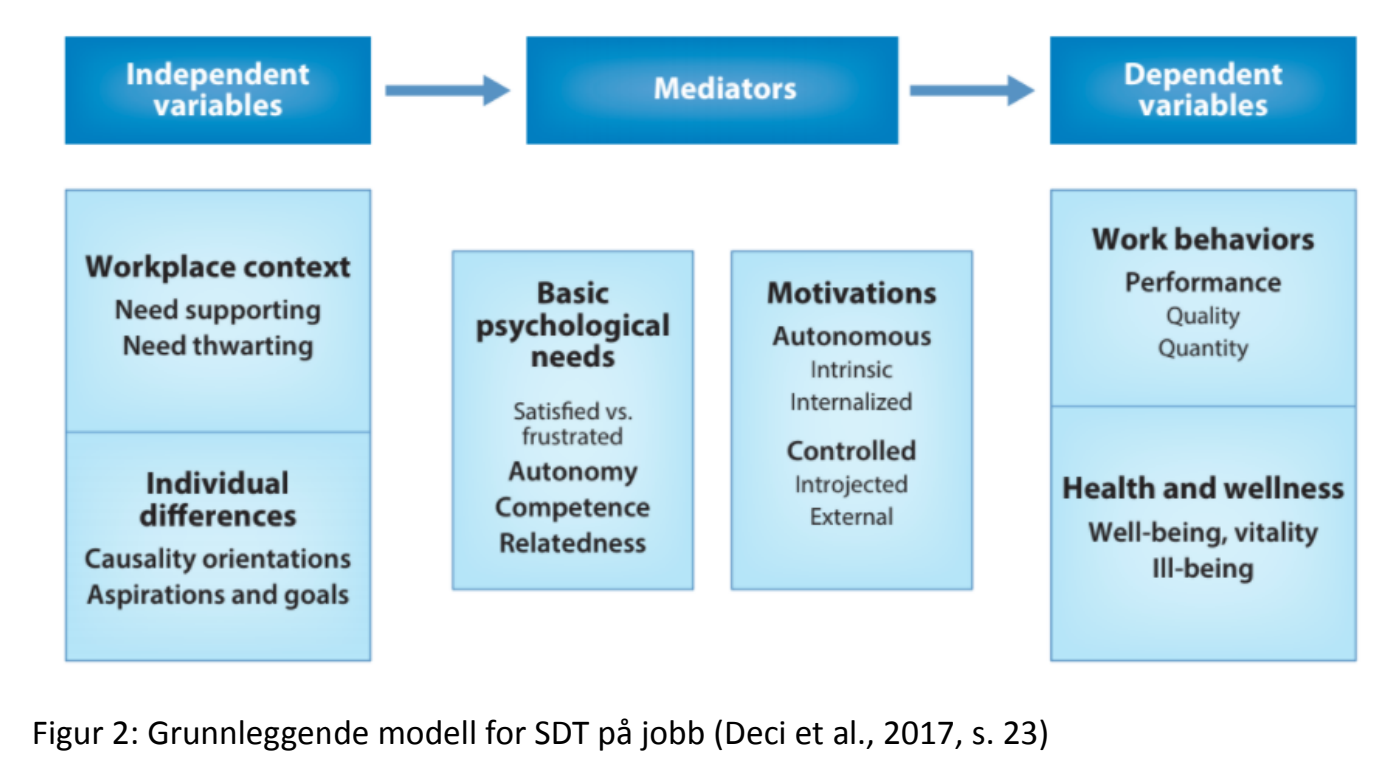 Independent
variables
Mediators
Dependent
variables
Workplace context
Need supporting
Need thwarting
Individual
differences
Causality orientations
Aspirations and goals
Basic
psychological
needs
Satisfied vs.
frustrated
Autonomy
Competence
Relatedness
Motivations
Autonomous
Intrinsic
Internalized
Controlled
Introjected
External
Work behaviors
Performance
Quality
Quantity
Health and wellness
Well-being, vitality
Ill-being
Figur 2: Grunnleggende modell for SDT på jobb (Deci et al., 2017, s. 23)